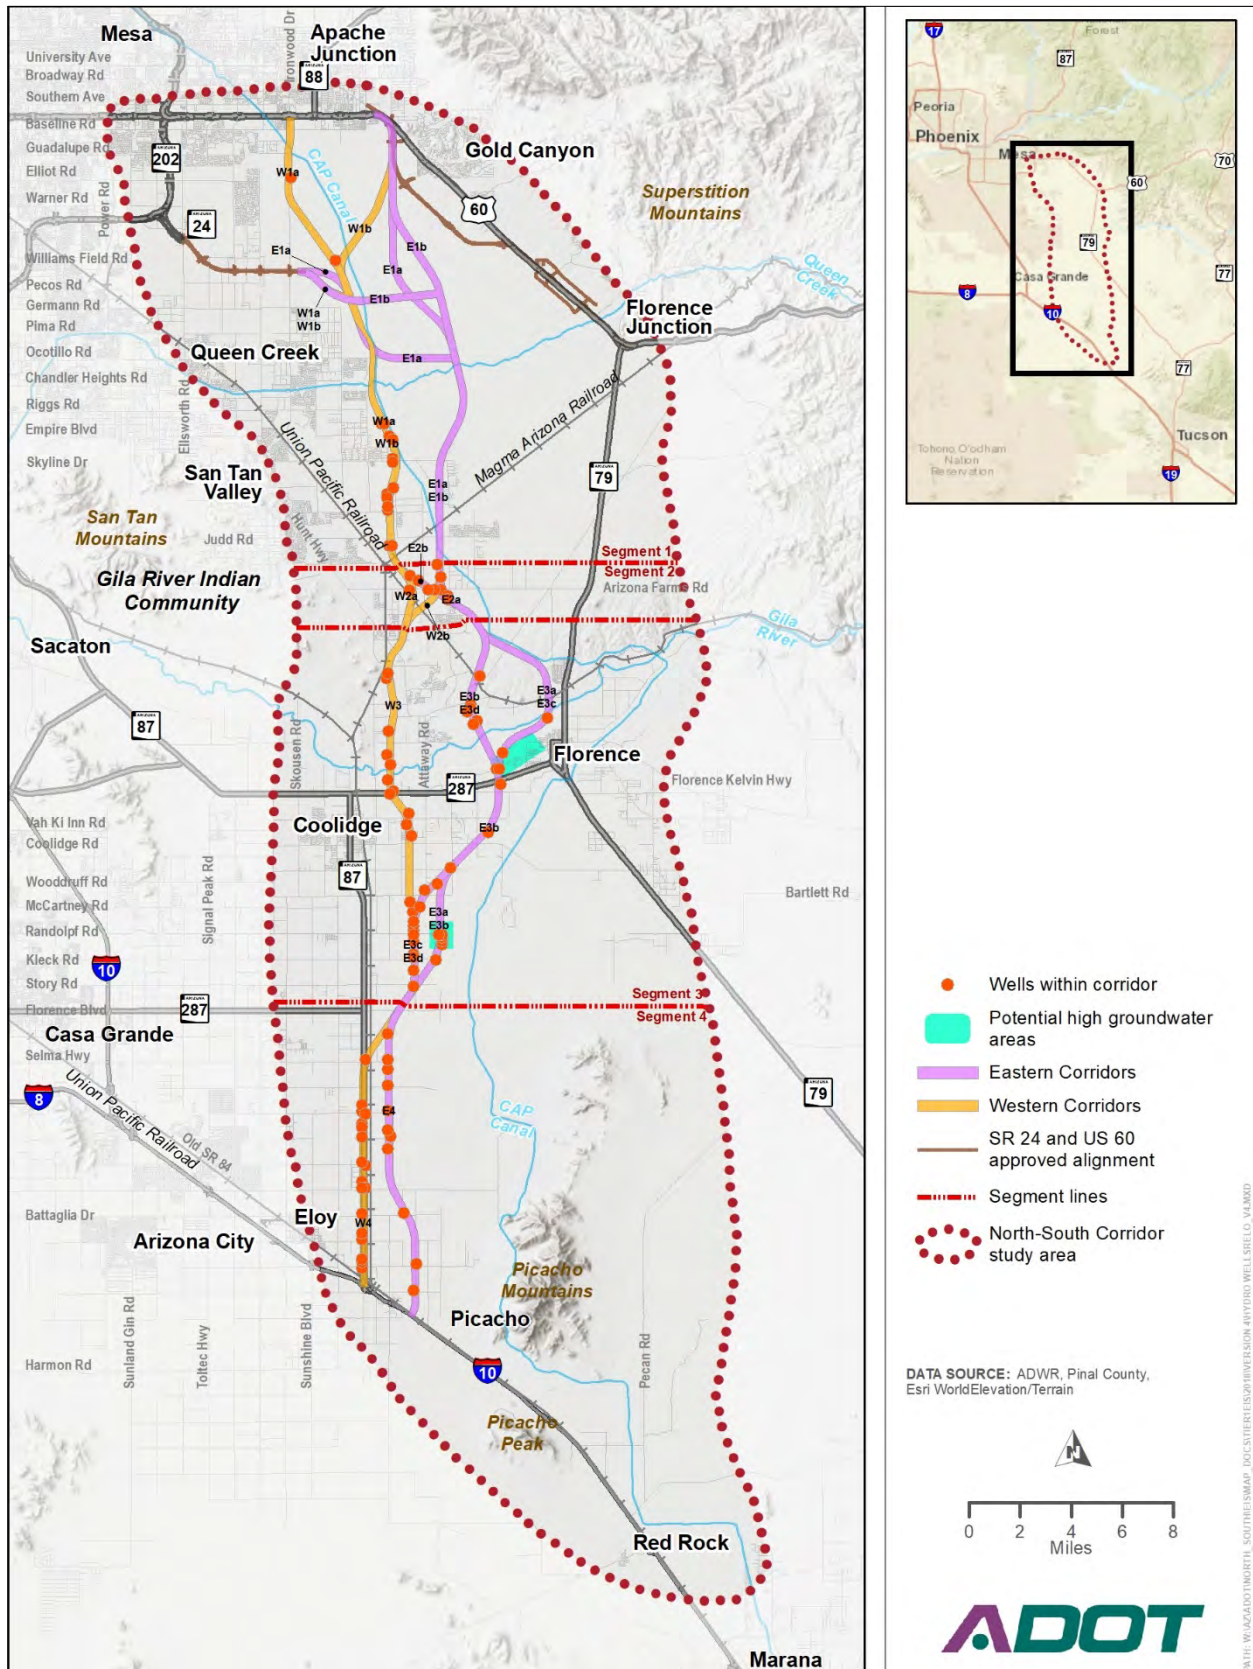 Mesa
Apache
Junction
Ironwood Dr
88
University Ave
Broadway Rd
Southern Ave
Baseline Rd
Guadalupe Rd
Elliot Rd
Warner Rd
Power Rd
ARIZONA
202
24
Williams Field Rd
Pecos Rd
Germann Rd
Pima Rd
Ocotillo Rd
Chandler Heights Rd
Riggs Rd
Empire Blvd
Skyline Dr
Ellsworth Rd
CAP Canal
W1a
W1b
Gold Canyon
60
Superstition
Mountains
E1a
E1b
E1a
W1a
W1b
E1b
E1a
Queen Creek
Queen
Creek
Florence
Junction
W1a
W1b
Union Pacific Railroad
Magma Arizona Railroad
E1a
E1b
79
San Tan
Valley
San Tan
Mountains
Judd Rd
Hunt Hwy
Gila River Indian
Community
E2b
Segment 1
Segment 2
Arizona Farms Rd
W2a
E2a
W2b
Gila
River
Sacaton
87
Skousen Rd
W3
Attaway Rd
E3b
E3d
E3a
E3c
Florence
Florence Kelvin Hwy
287
Coolidge
E3b
Vah Ki Inn Rd
Coolidge Rd
Wooddruff Rd
McCartney Rd
Randolpf Rd
Kleck Rd
Story Rd
Florence Blvd
Signal Peak Rd
87
Bartlett Rd
E3a
E3b
E3c
E3d
10
287
Segment 3
Segment 4
Casa Grande
Selma Hwy
8
Union Pacific Railroad
Old SR 84
E4
CAP
Canal
79
Battaglia Dr
Eloy
W4
Arizona City
Picacho
Mountains
Picacho
Harmon Rd
Sunland Gin Rd
Toltec Hwy
Sunshine Blvd
Pecan Rd
10
Picacho
Peak
Red Rock
Marana
17
Forest
87
Peoria
Phoenix
Mesa
70
60
79
Casa Grande
77
8
10
77
Tucson
Tohono O'odham
Nation
Reservation
19
Wells within corridor
Potential high groundwater
areas
Eastern Corridors
Western Corridors
SR 24 and US 60
approved alignment
Segment lines
North-South Corridor
study area
DATA SOURCE: ADWR, Pinal County,
Esri WorldElevation/Terrain
N
0 2 4 6 8
Miles
ADOT